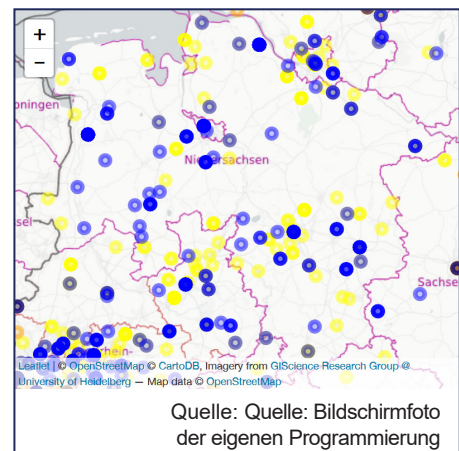 +
−
oningen
Niedersachsen
sel
Sachse
rhein-
Leaflet | © OpenStreetMap © CartoDB, Imagery from GIScience Research Group @
University of Heidelberg — Map data © OpenStreetMap
Quelle: Quelle: Bildschirmfoto
der eigenen Programmierung